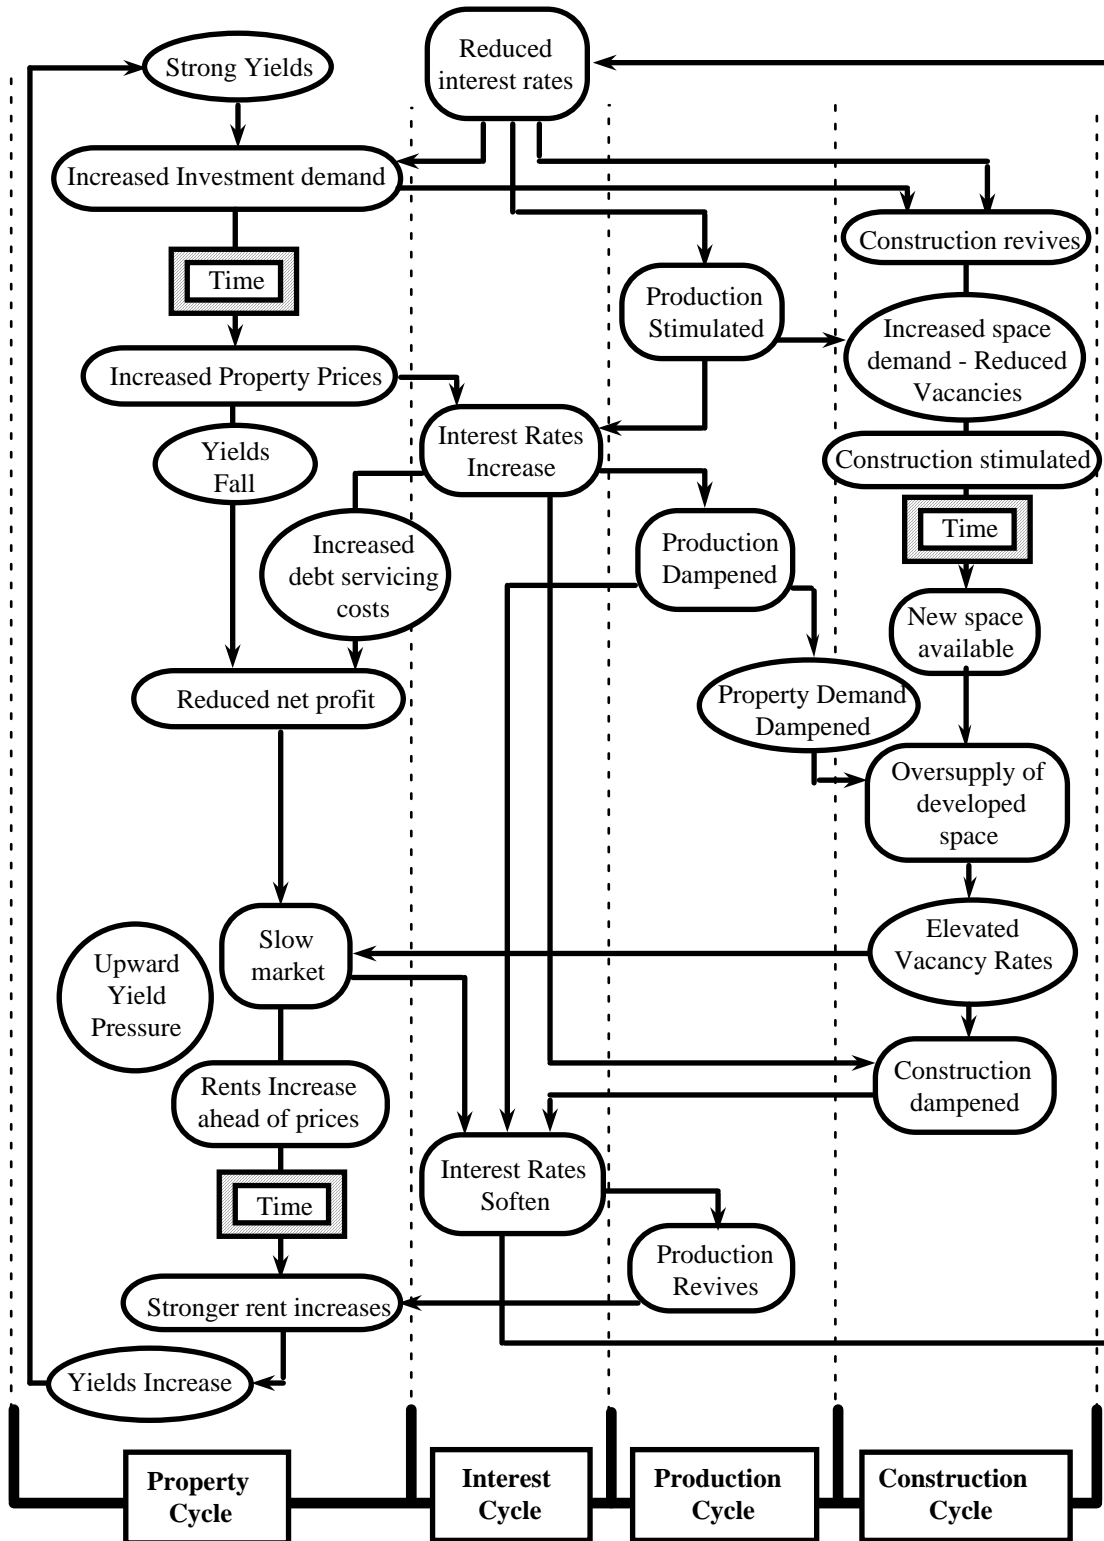 Strong Yields
Reduced
interest rates
Increased Investment demand
Construction revives
Time
Production
Stimulated
Increased space
demand - Reduced
Vacancies
Increased Property Prices
Interest Rates
Increase
Yields
Fall
Construction stimulated
Time
Increased
debt servicing
costs
Production
Dampened
New space
available
Reduced net profit
Property Demand
Dampened
Oversupply of
developed
space
Slow
market
Elevated
Vacancy Rates
Upward
Yield
Pressure
Rents Increase
ahead of prices
Construction
dampened
Time
Interest Rates
Soften
Production
Revives
Stronger rent increases
Yields Increase
Property
Cycle
Interest
Cycle
Production
Cycle
Construction
Cycle